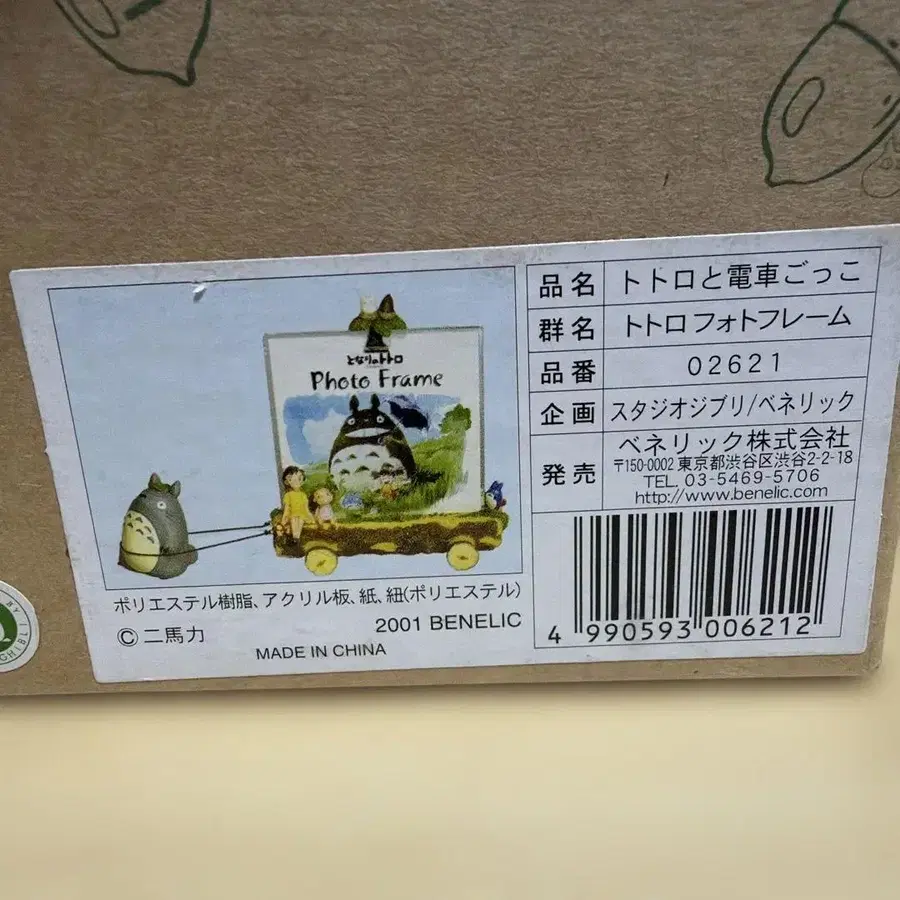 となりのトトロ
Photo Frame
ポリエステル樹脂、アクリル板、紙、紐(ポリエステル)
©二馬力
2001 BENELIC
MADE IN CHINA
品名 トトロと電車ごっこ
群名 トトロフォトフレーム
品番 02621
企画 スタジオジブリ/ベネリック
発売 ベネリック株式会社
〒150-0002 東京都渋谷区渋谷2-2-18
TEL. 03-5469-5706
http://www.benelic.com
4 990593 006212